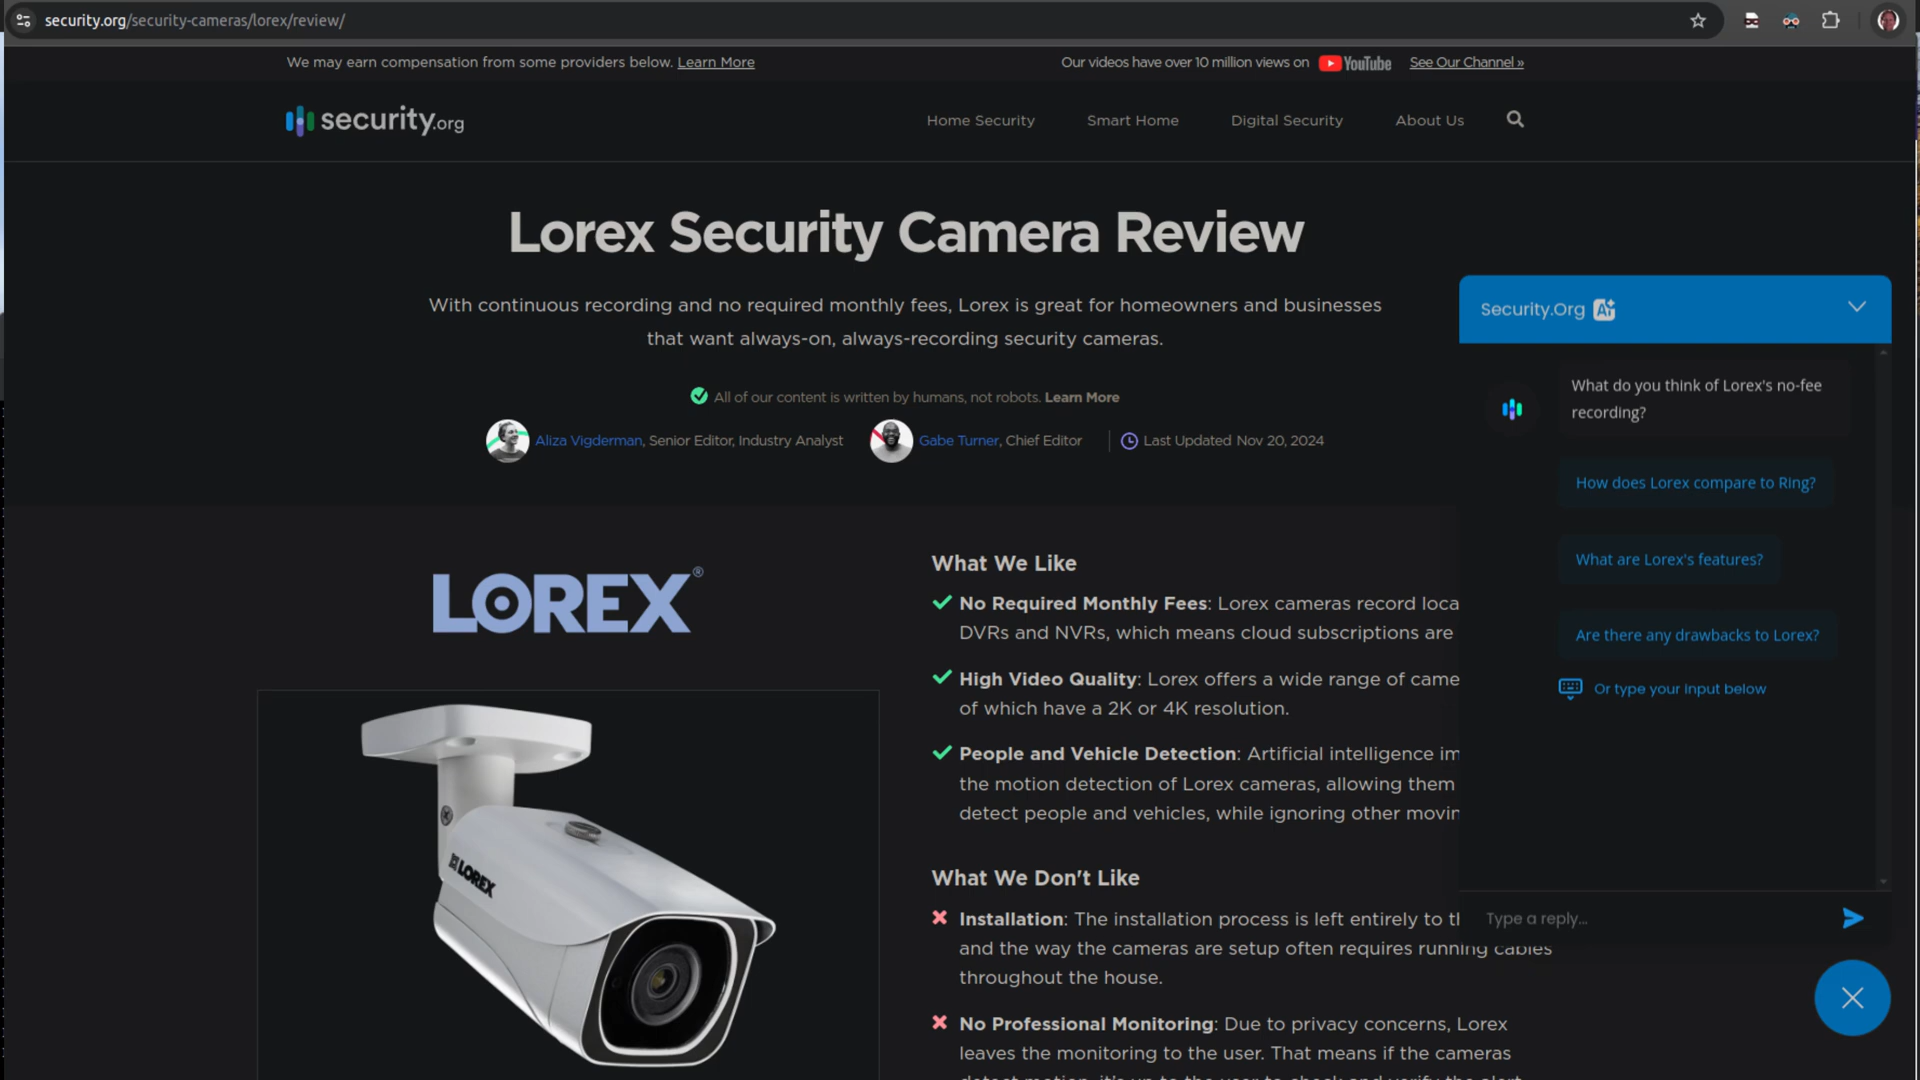 security.org/security-cameras/lorex/review/
We may earn compensation from some providers below. Learn More
Our videos have over 10 million views on YouTube See Our Channel »
security.org
Home Security Smart Home Digital Security About Us
Lorex Security Camera Review
With continuous recording and no required monthly fees, Lorex is great for homeowners and businesses
that want always-on, always-recording security cameras.
All of our content is written by humans, not robots. Learn More
Aliza Vigderman, Senior Editor, Industry Analyst
Gabe Turner, Chief Editor
Last Updated Nov 20, 2024
LOREX®
LOREX
What We Like
No Required Monthly Fees: Lorex cameras record loca
DVRs and NVRs, which means cloud subscriptions are
High Video Quality: Lorex offers a wide range of came
of which have a 2K or 4K resolution.
People and Vehicle Detection: Artificial intelligence im
the motion detection of Lorex cameras, allowing them
detect people and vehicles, while ignoring other movin
What We Don't Like
Installation: The installation process is left entirely to th
and the way the cameras are setup often requires running cables
throughout the house.
No Professional Monitoring: Due to privacy concerns, Lorex
leaves the monitoring to the user. That means if the cameras
Security.Org AI
What do you think of Lorex's no-fee
recording?
How does Lorex compare to Ring?
What are Lorex's features?
Are there any drawbacks to Lorex?
Or type your input below
Type a reply...